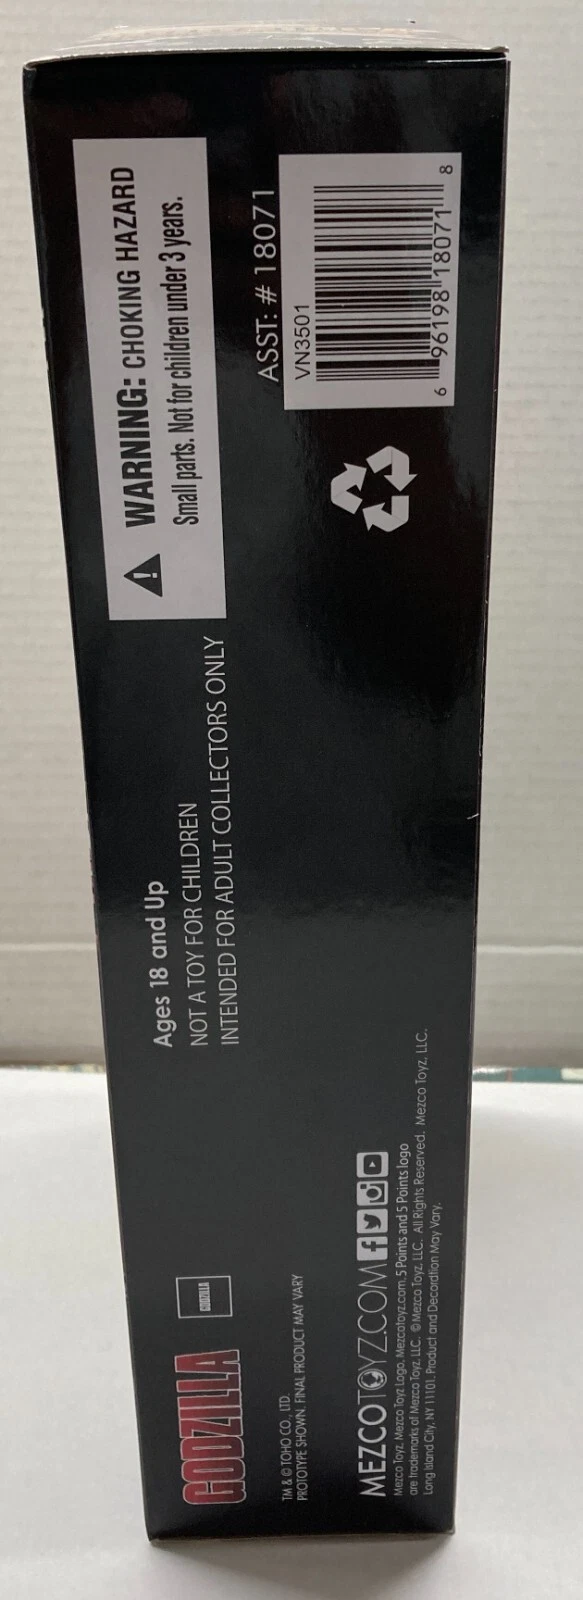 GODZILLA
GODZILLA
TM & © TOHO CO., LTD.
PROTOTYPE SHOWN. FINAL PRODUCT MAY VARY
MEZCOTOYZ.COM
Mezco Toyz, Mezco Toyz Logo, Mezcotoyz.com, 5 Points and 5 Points logo
are trademarks of Mezco Toyz, LLC. © Mezco Toyz, LLC. All Rights Reserved. Mezco Toyz, LLC.
Long Island City, NY 11101. Product and Decoration May Vary.
Ages 18 and Up
NOT A TOY FOR CHILDREN
INTENDED FOR ADULT COLLECTORS ONLY
WARNING: CHOKING HAZARD
Small parts. Not for children under 3 years.
ASST: # 18071
VN3501
6 96198 18071 8